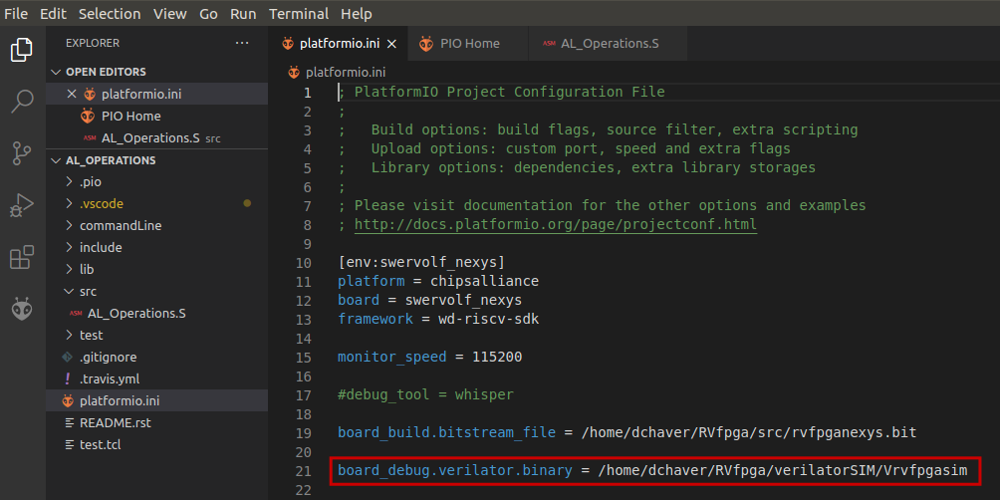 File Edit Selection View Go Run Terminal Help
EXPLORER ...
OPEN EDITORS
platformio.ini
PIO Home
ASM AL_Operations.S src
AL_OPERATIONS
.pio
.vscode
commandLine
include
lib
src
ASM AL_Operations.S
test
.gitignore
! .travis.yml
platformio.ini
README.rst
test.tcl
platformio.ini PIO Home ASM AL_Operations.S
platformio.ini
1 ; PlatformIO Project Configuration File
2 ;
3 ;   Build options: build flags, source filter, extra scripting
4 ;   Upload options: custom port, speed and extra flags
5 ;   Library options: dependencies, extra library storages
6 ;
7 ; Please visit documentation for the other options and examples
8 ; http://docs.platformio.org/page/projectconf.html
9
10 [env:swervolf_nexys]
11 platform = chipsalliance
12 board = swervolf_nexys
13 framework = wd-riscv-sdk
14
15 monitor_speed = 115200
16
17 #debug_tool = whisper
18
19 board_build.bitstream_file = /home/dchaver/RVfpga/src/rvfpganexys.bit
20
21 board_debug.verilator.binary = /home/dchaver/RVfpga/verilatorSIM/Vrvfpgasim
22